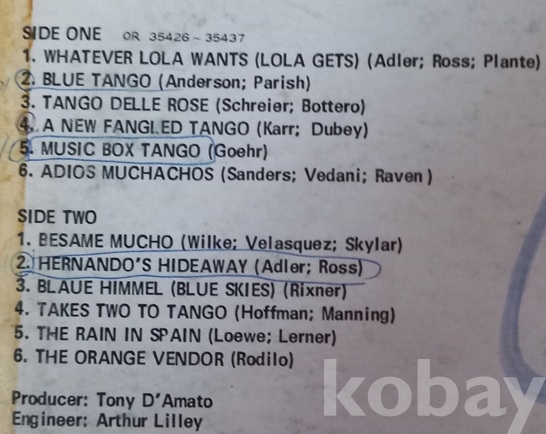 SIDE ONE OR 35426 - 35437
1. WHATEVER LOLA WANTS (LOLA GETS) (Adler; Ross; Plante)
2. BLUE TANGO (Anderson; Parish)
3. TANGO DELLE ROSE (Schreier; Bottero)
4. A NEW FANGLED TANGO (Karr; Dubey)
5. MUSIC BOX TANGO (Goehr)
6. ADIOS MUCHACHOS (Sanders; Vedani; Raven )
SIDE TWO
1. BESAME MUCHO (Wilke; Velasquez; Skylar)
2. HERNANDO'S HIDEAWAY (Adler; Ross)
3. BLAUE HIMMEL (BLUE SKIES) (Rixner)
4. TAKES TWO TO TANGO (Hoffman; Manning)
5. THE RAIN IN SPAIN (Loewe; Lerner)
6. THE ORANGE VENDOR (Rodilo)
Producer: Tony D'Amato
Engineer: Arthur Lilley
kobay